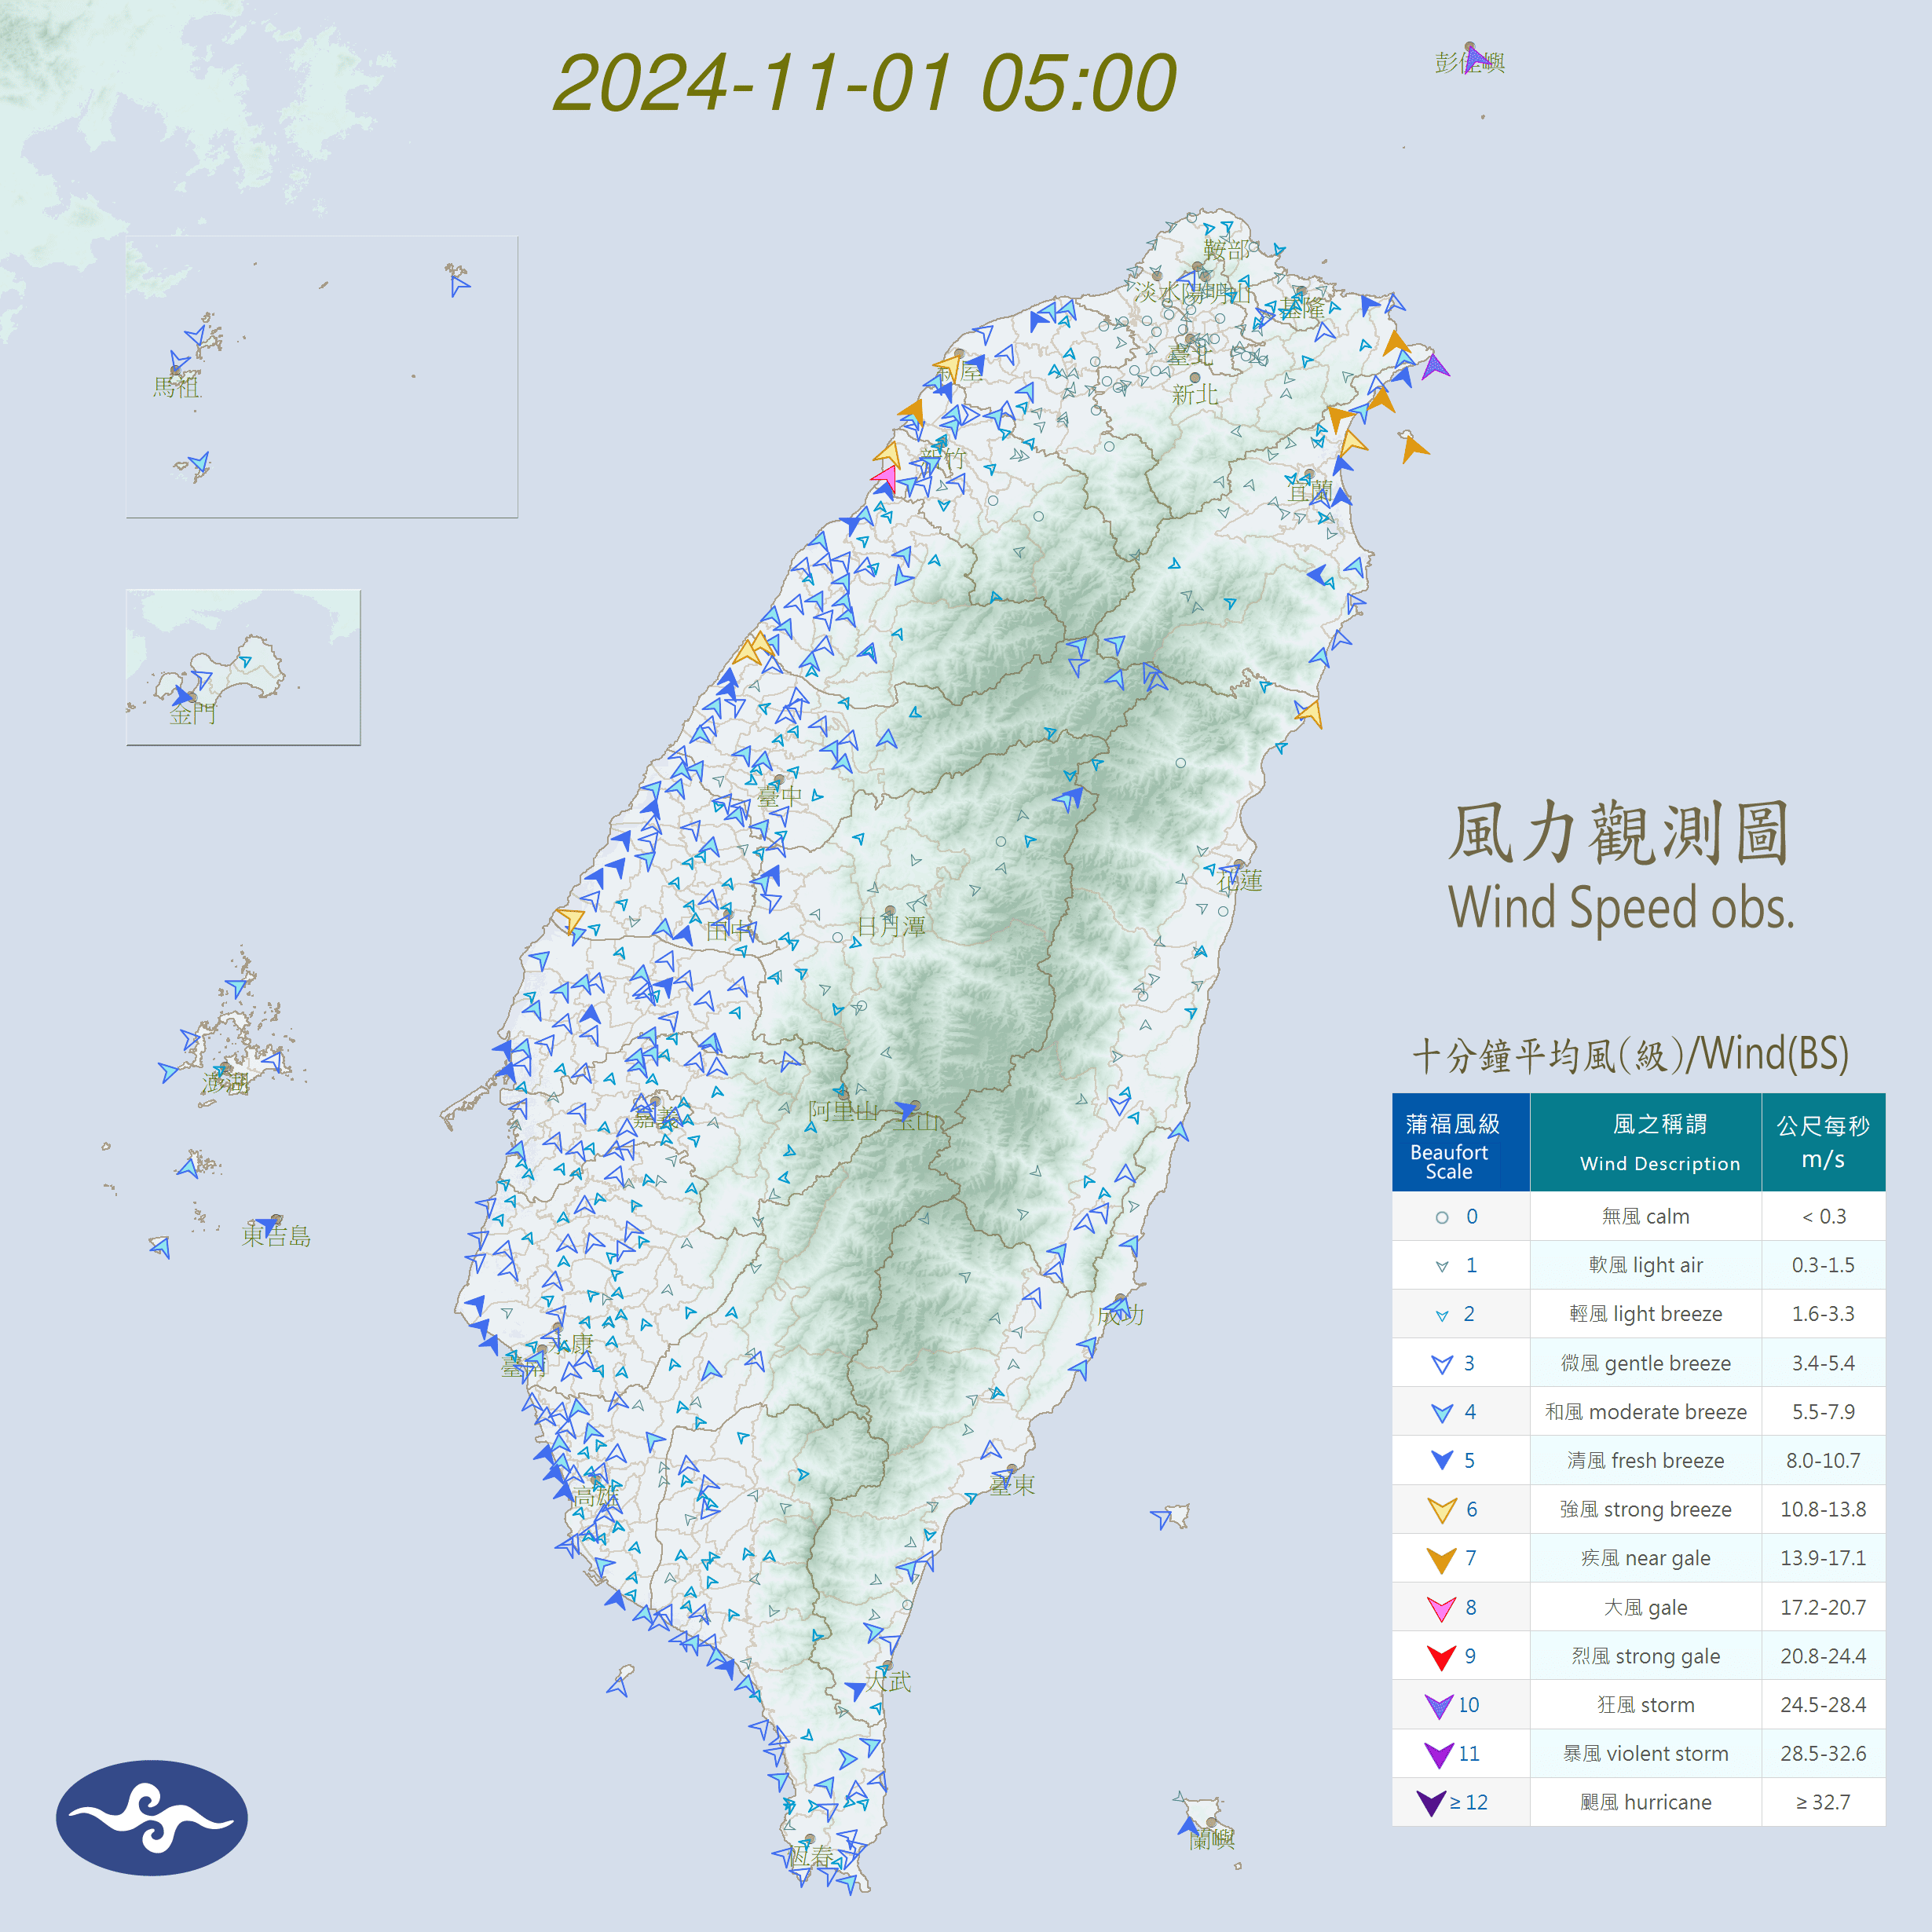 2024-11-01 05:00
彭佳嶼
鞍部
淡水
陽明山
基隆
臺北
新屋
新北
新竹
宜蘭
馬祖
金門
臺中
花蓮
田中
日月潭
澎湖
嘉義
阿里山
玉山
東吉島
成功
永康
臺南
高雄
臺東
大武
恆春
蘭嶼
風力觀測圖
Wind Speed obs.
十分鐘平均風(級)/Wind(BS)
蒲福風級 Beaufort Scale 風之稱謂 Wind Description 公尺每秒 m/s
0 無風 calm < 0.3
1 軟風 light air 0.3-1.5
2 輕風 light breeze 1.6-3.3
3 微風 gentle breeze 3.4-5.4
4 和風 moderate breeze 5.5-7.9
5 清風 fresh breeze 8.0-10.7
6 強風 strong breeze 10.8-13.8
7 疾風 near gale 13.9-17.1
8 大風 gale 17.2-20.7
9 烈風 strong gale 20.8-24.4
10 狂風 storm 24.5-28.4
11 暴風 violent storm 28.5-32.6
≥ 12 颶風 hurricane ≥ 32.7